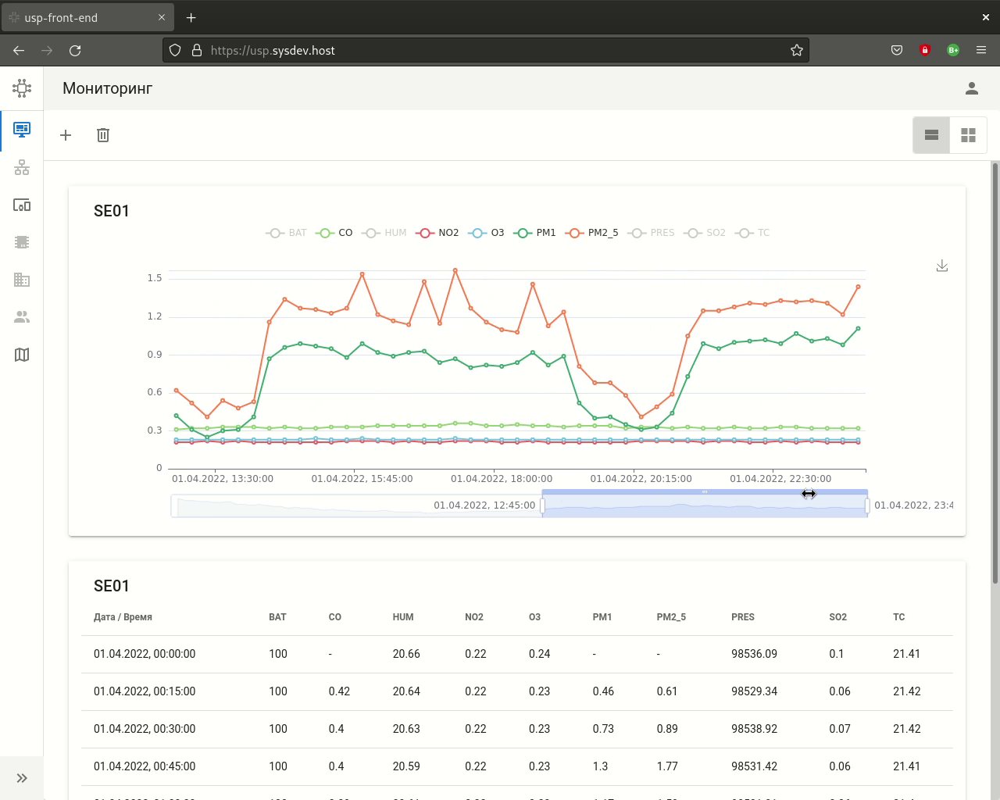 usp-front-end
https://usp.sysdev.host
B+
Мониторинг
SE01
BAT CO HUM NO2 O3 PM1 PM2_5 PRES SO2 TC
1.5
1.2
0.9
0.6
0.3
0
01.04.2022, 13:30:00 01.04.2022, 15:45:00 01.04.2022, 18:00:00 01.04.2022, 20:15:00 01.04.2022, 22:30:00
01.04.2022, 12:45:00 01.04.2022, 23:4
SE01
Дата / Время BAT CO HUM NO2 O3 PM1 PM2_5 PRES SO2 TC
01.04.2022, 00:00:00 100 - 20.66 0.22 0.24 - - 98536.09 0.1 21.41
01.04.2022, 00:15:00 100 0.42 20.64 0.22 0.23 0.46 0.61 98529.34 0.06 21.42
01.04.2022, 00:30:00 100 0.4 20.63 0.22 0.23 0.73 0.89 98538.92 0.07 21.42
01.04.2022, 00:45:00 100 0.4 20.59 0.22 0.23 1.3 1.77 98531.42 0.06 21.41